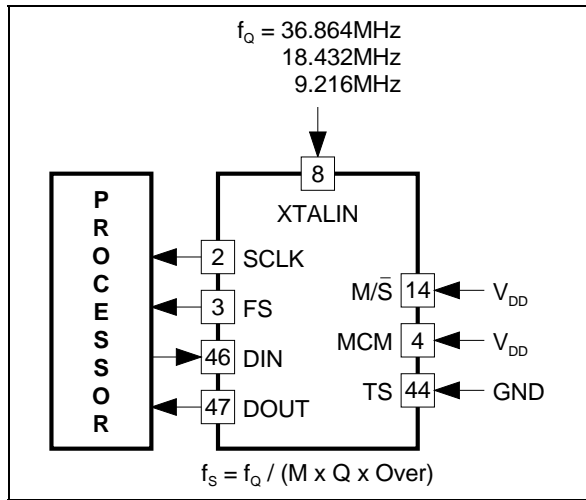 f_Q = 36.864MHz
18.432MHz
9.216MHz
8
XTALIN
PROCESSOR
2 SCLK
3 FS
46 DIN
47 DOUT
M/S̄ 14 V_DD
MCM 4 V_DD
TS 44 GND
f_S = f_Q / (M x Q x Over)